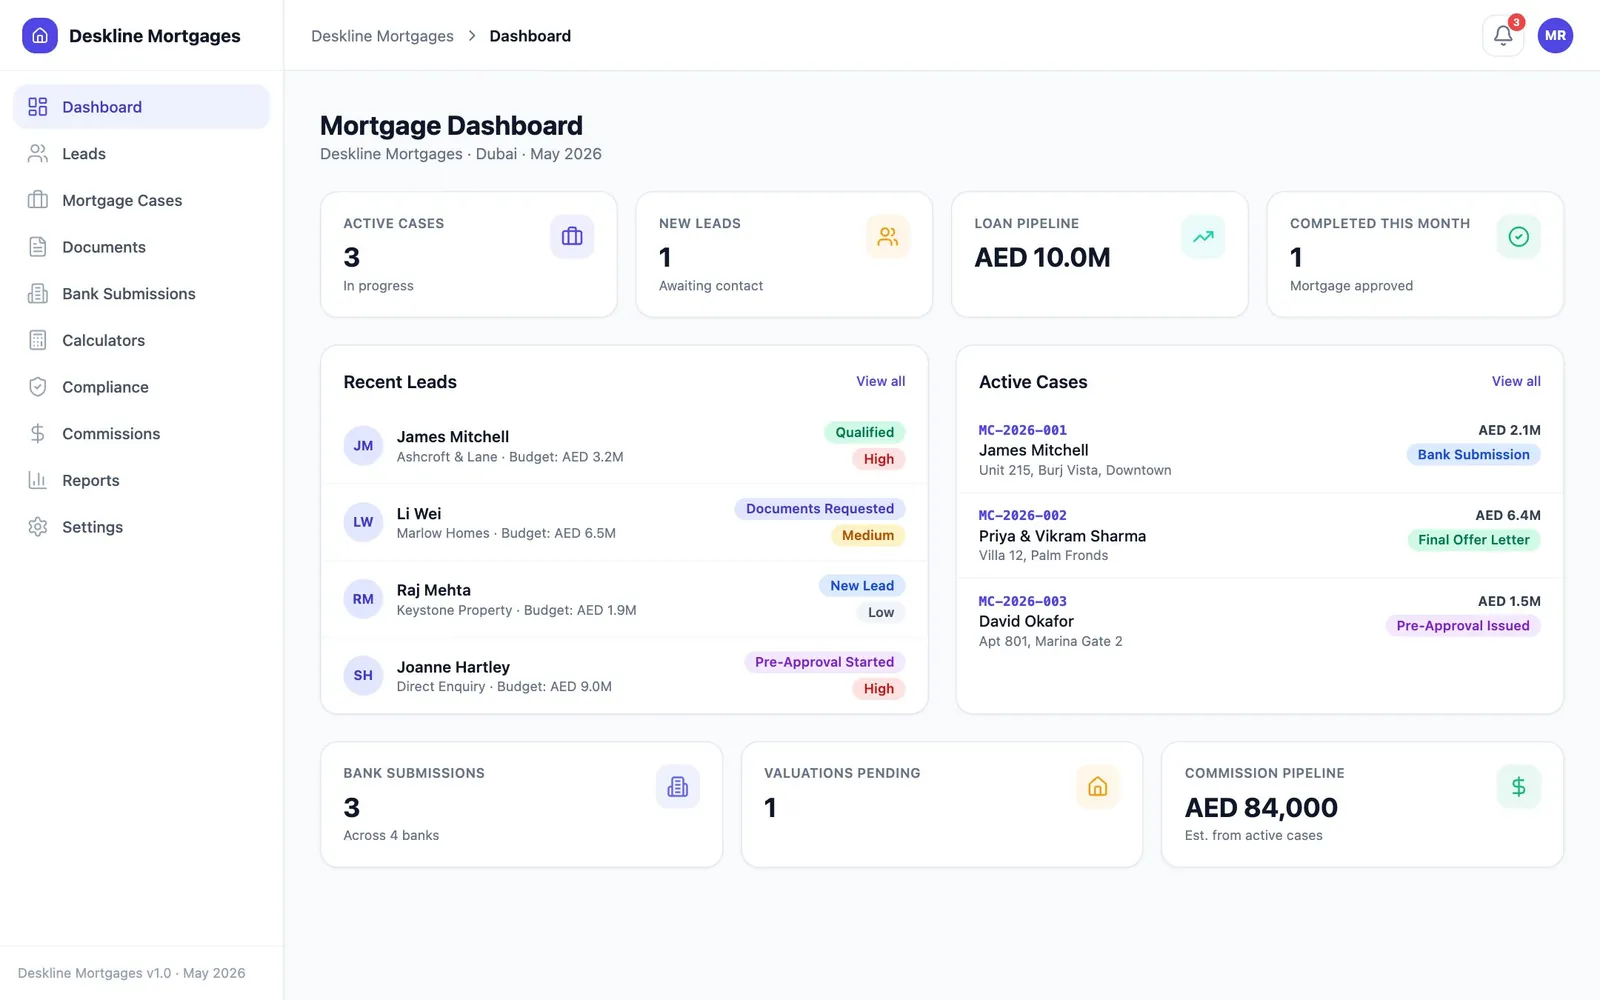 Deskline Mortgages
Deskline Mortgages > Dashboard
3
MR
Dashboard
Leads
Mortgage Cases
Documents
Bank Submissions
Calculators
Compliance
Commissions
Reports
Settings
Deskline Mortgages v1.0 · May 2026
Mortgage Dashboard
Deskline Mortgages · Dubai · May 2026
ACTIVE CASES
3
In progress
NEW LEADS
1
Awaiting contact
LOAN PIPELINE
AED 10.0M
COMPLETED THIS MONTH
1
Mortgage approved
Recent Leads
View all
JM
James Mitchell
Ashcroft & Lane · Budget: AED 3.2M
Qualified
High
LW
Li Wei
Marlow Homes · Budget: AED 6.5M
Documents Requested
Medium
RM
Raj Mehta
Keystone Property · Budget: AED 1.9M
New Lead
Low
SH
Joanne Hartley
Direct Enquiry · Budget: AED 9.0M
Pre-Approval Started
High
Active Cases
View all
MC-2026-001
James Mitchell
Unit 215, Burj Vista, Downtown
AED 2.1M
Bank Submission
MC-2026-002
Priya & Vikram Sharma
Villa 12, Palm Fronds
AED 6.4M
Final Offer Letter
MC-2026-003
David Okafor
Apt 801, Marina Gate 2
AED 1.5M
Pre-Approval Issued
BANK SUBMISSIONS
3
Across 4 banks
VALUATIONS PENDING
1
COMMISSION PIPELINE
AED 84,000
Est. from active cases